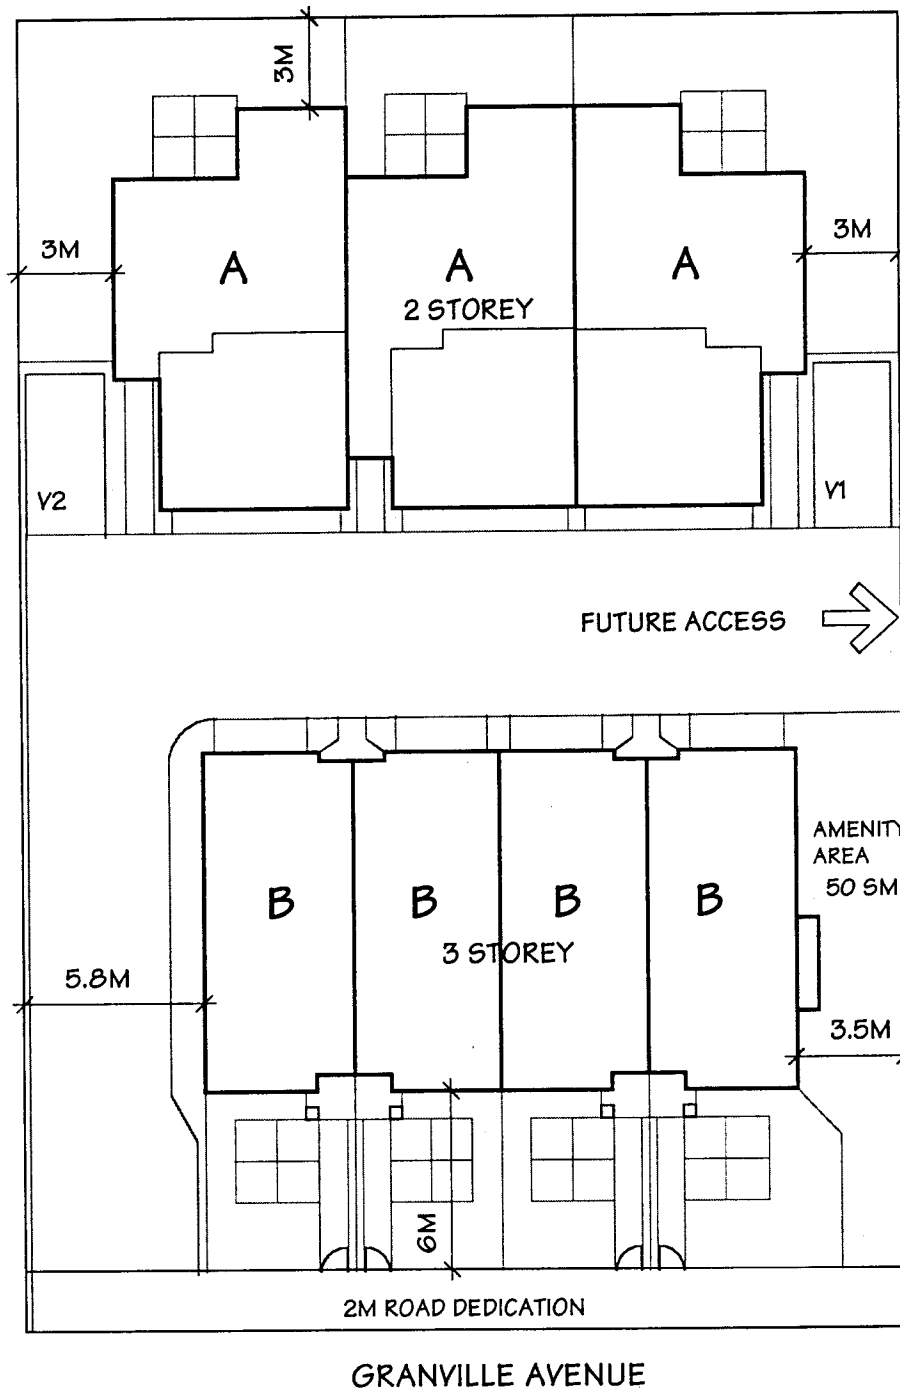 3M
3M
3M
A
A
A
2 STOREY
V2
V1
FUTURE ACCESS
AMENITY
AREA
50 SM
B
B
B
B
3 STOREY
5.8M
3.5M
6M
2M ROAD DEDICATION
GRANVILLE AVENUE